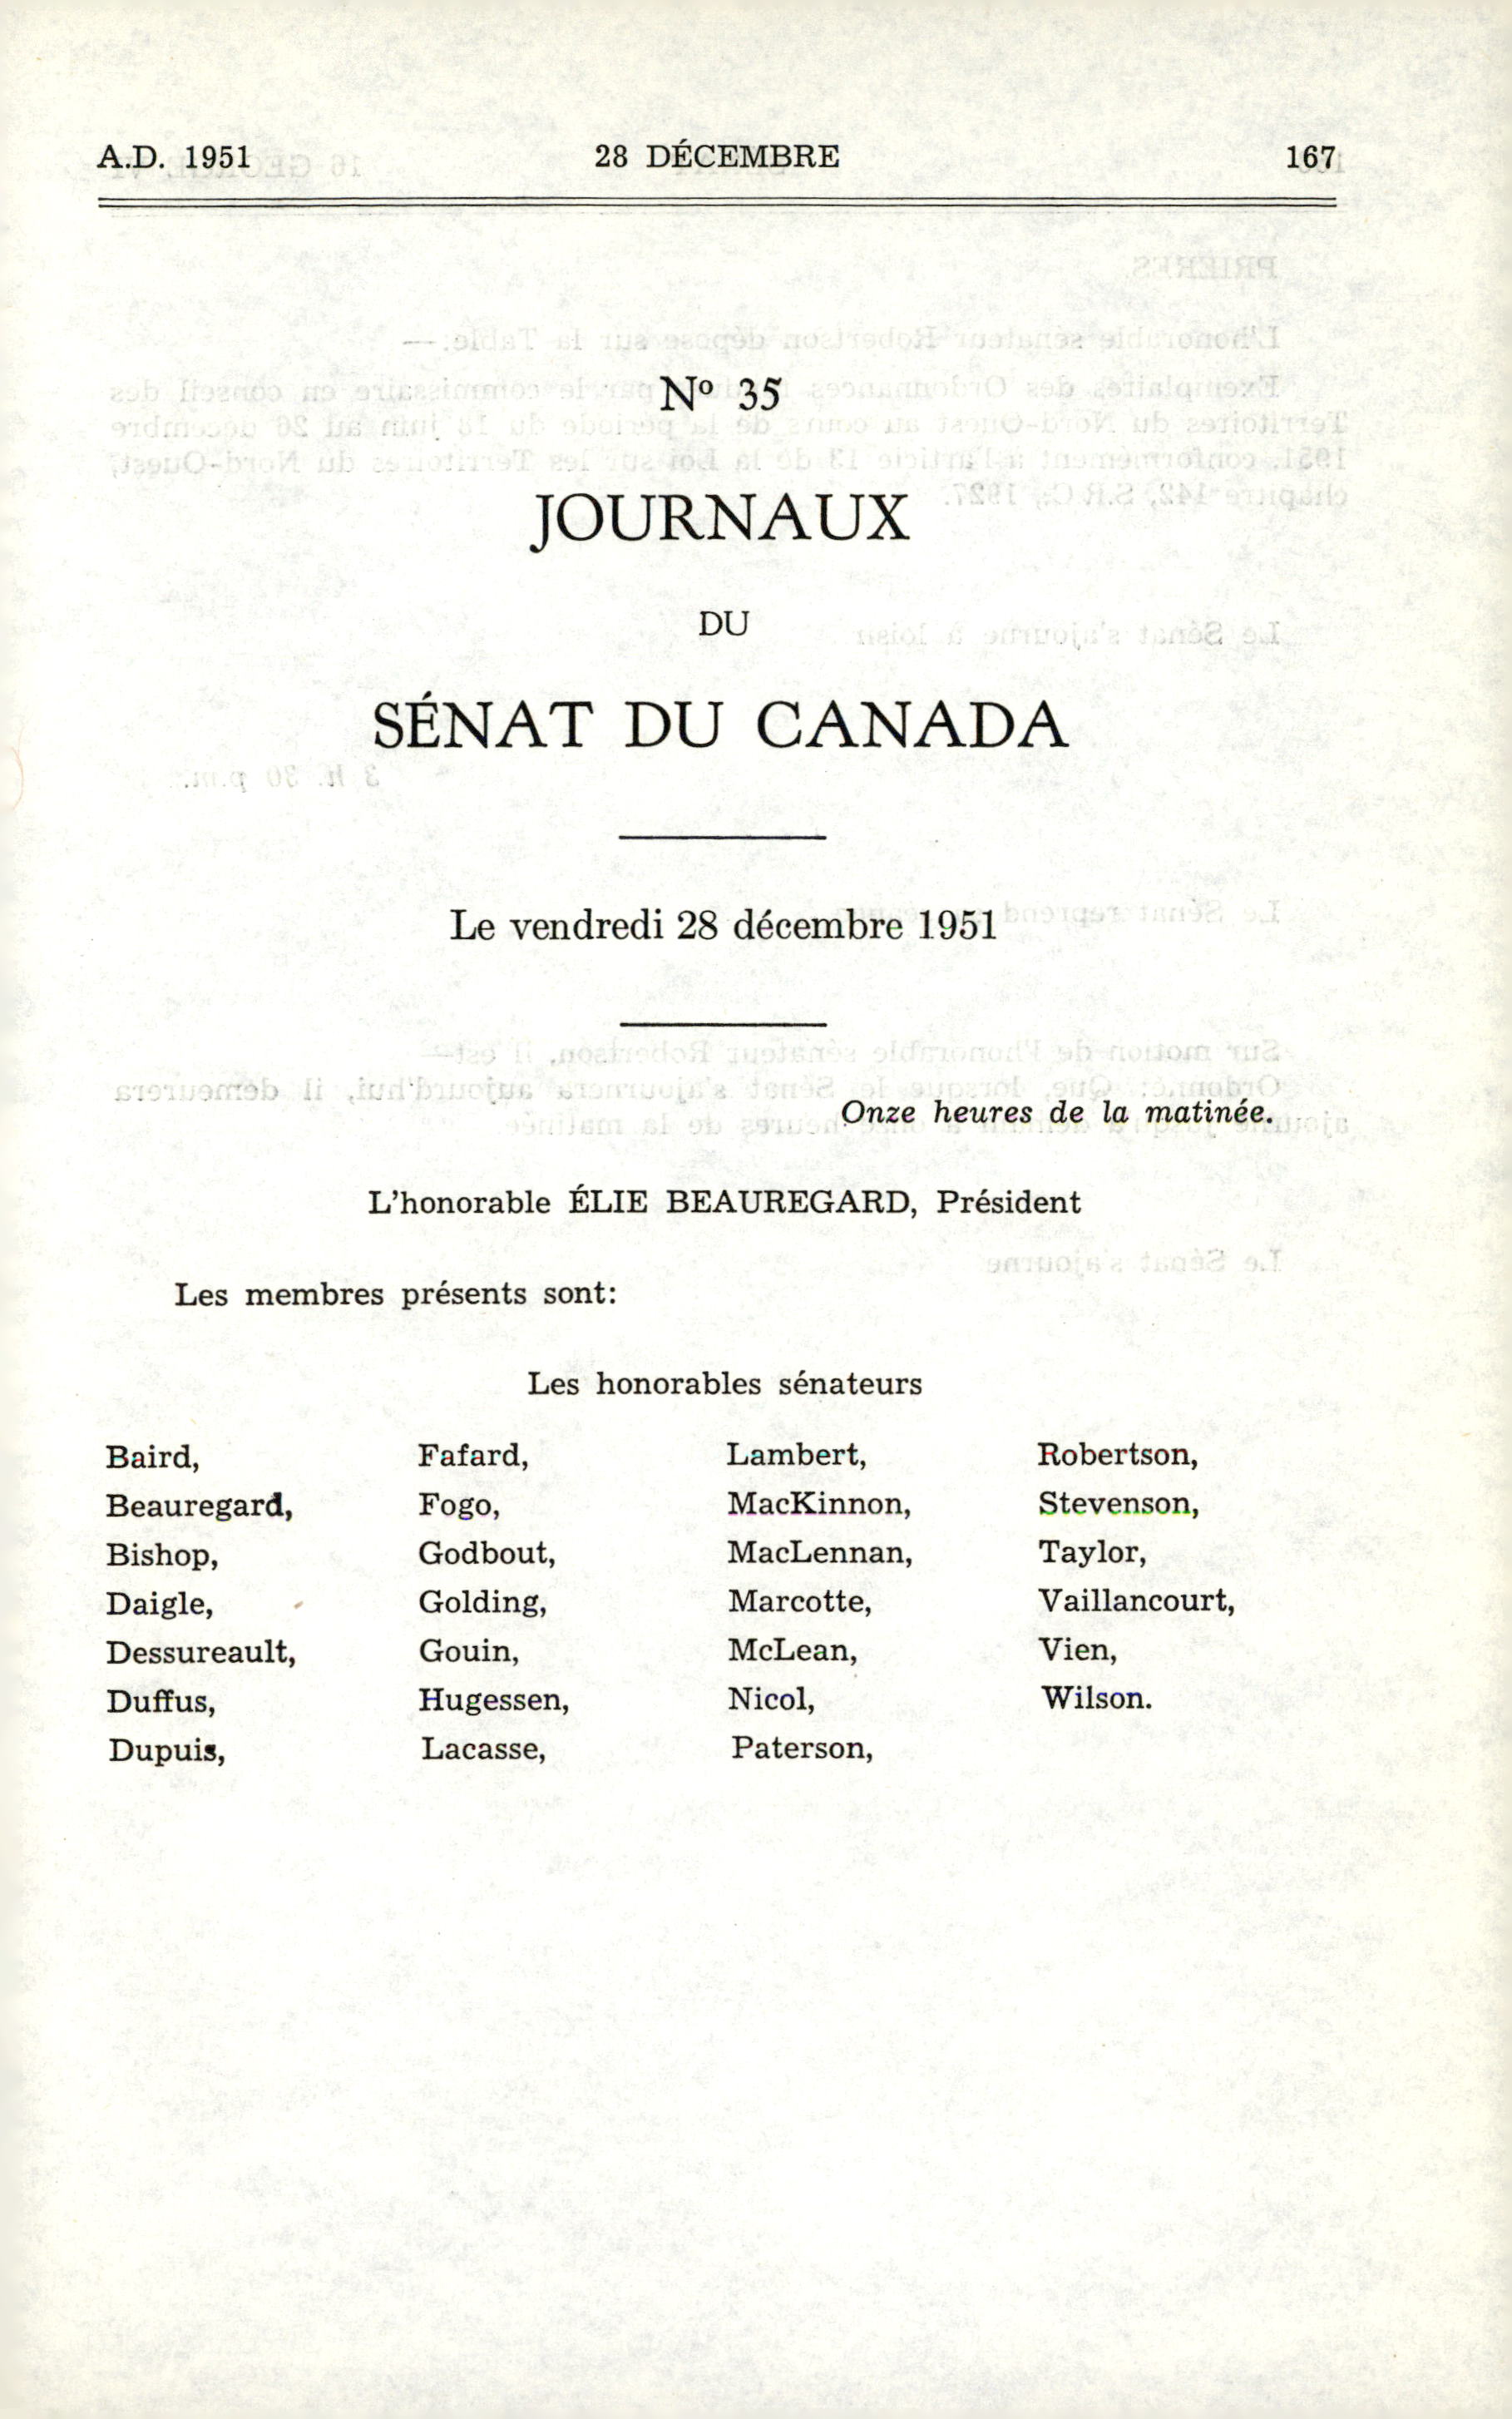 A.D. 1951 28 DÉCEMBRE 167
Nº 35
JOURNAUX
DU
SÉNAT DU CANADA
Le vendredi 28 décembre 1951
Onze heures de la matinée.
L'honorable ÉLIE BEAUREGARD, Président
Les membres présents sont:
Les honorables sénateurs
Baird, Fafard, Lambert, Robertson,
Beauregard, Fogo, MacKinnon, Stevenson,
Bishop, Godbout, MacLennan, Taylor,
Daigle, Golding, Marcotte, Vaillancourt,
Dessureault, Gouin, McLean, Vien,
Duffus, Hugessen, Nicol, Wilson.
Dupuis, Lacasse, Paterson,